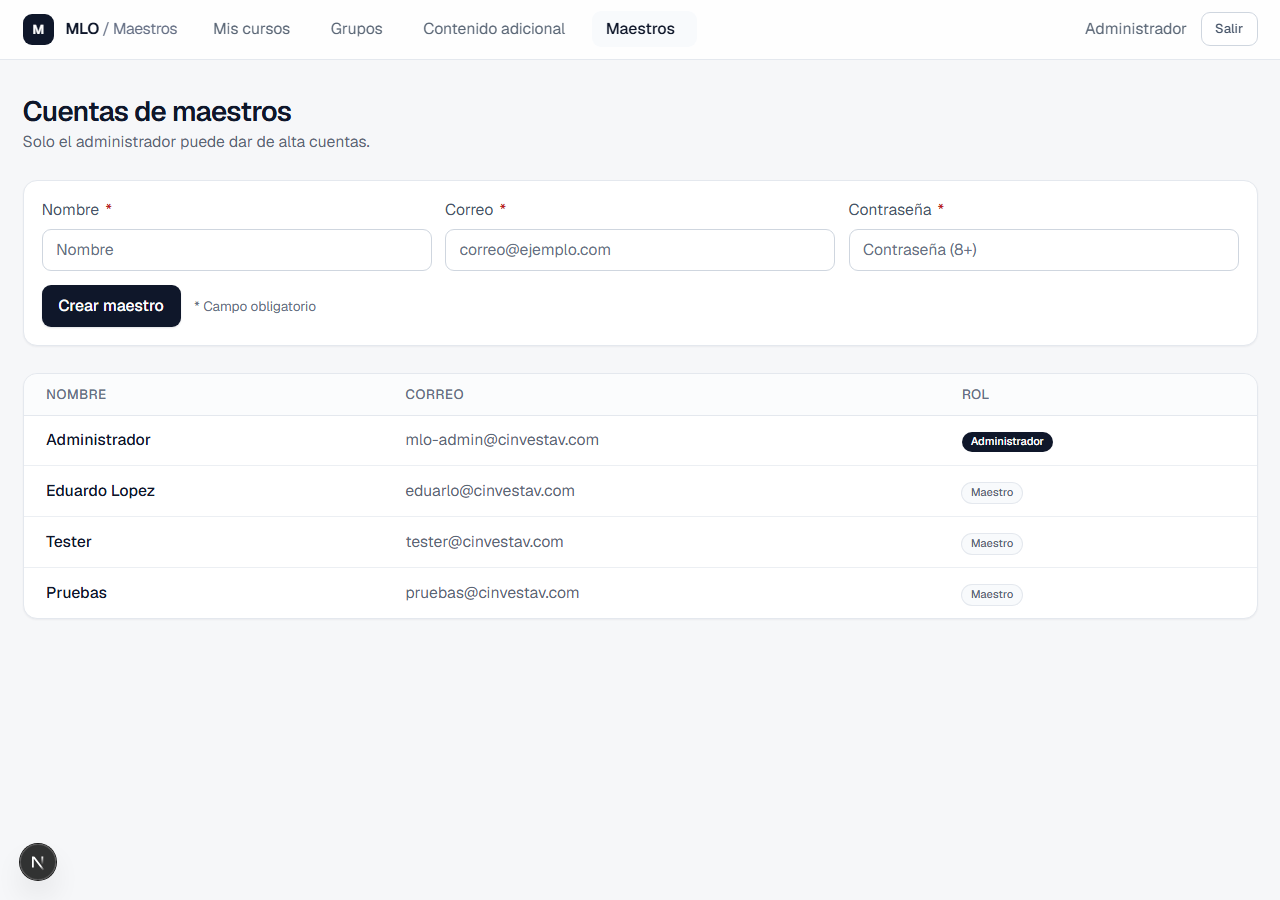 M MLO / Maestros Mis cursos Grupos Contenido adicional Maestros Administrador Salir
Cuentas de maestros
Solo el administrador puede dar de alta cuentas.
Nombre * Correo * Contraseña *
Nombre correo@ejemplo.com Contraseña (8+)
Crear maestro * Campo obligatorio
NOMBRE CORREO ROL
Administrador mlo-admin@cinvestav.com Administrador
Eduardo Lopez eduarlo@cinvestav.com Maestro
Tester tester@cinvestav.com Maestro
Pruebas pruebas@cinvestav.com Maestro
N